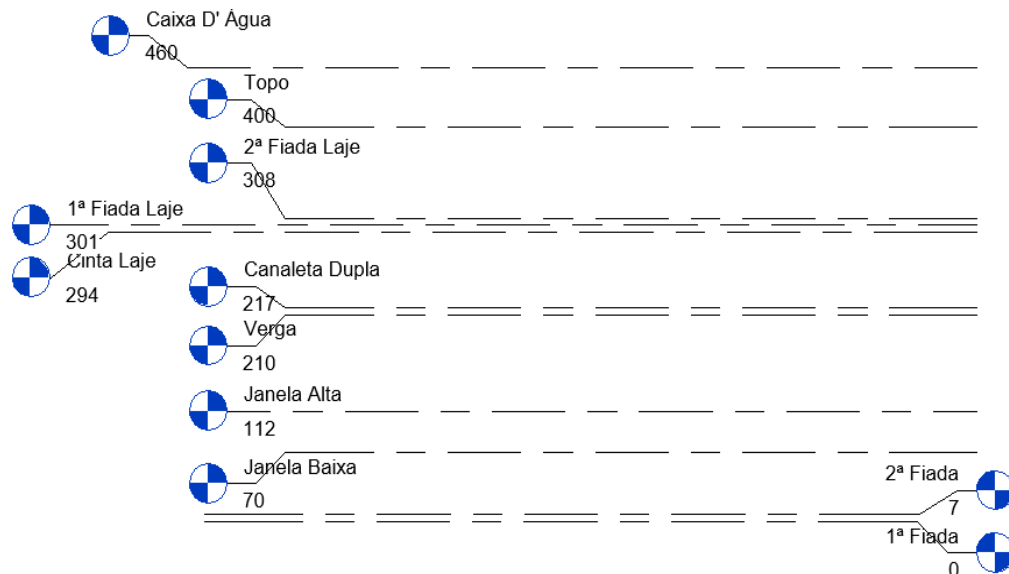 Caixa D' Água
460
Topo
400
2ª Fiada Laje
308
1ª Fiada Laje
301
Cinta Laje
294
Canaleta Dupla
217
Verga
210
Janela Alta
112
Janela Baixa
70
2ª Fiada
7
1ª Fiada
0